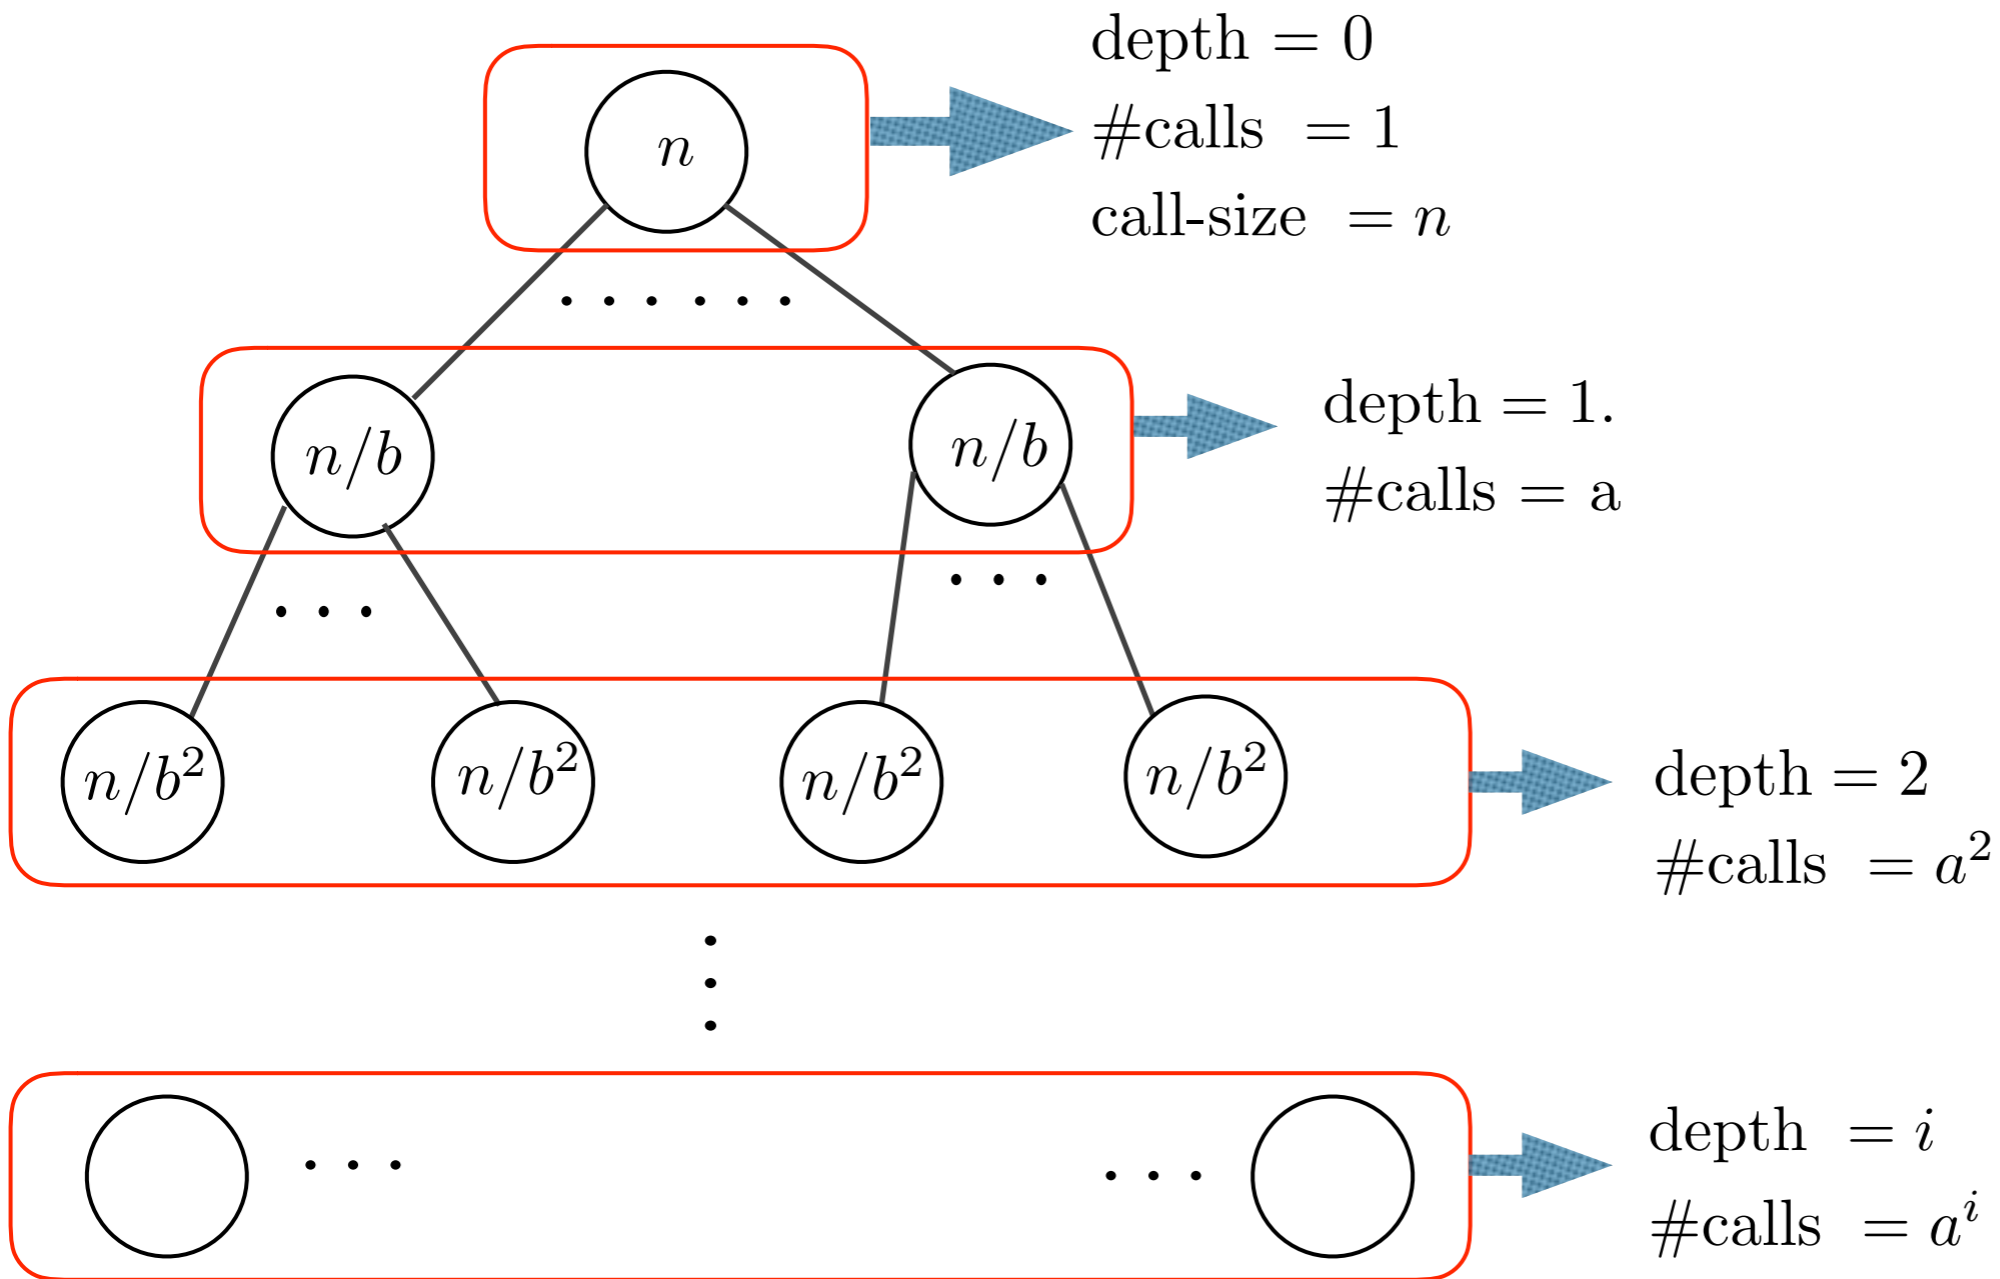 depth = 0
n
#calls = 1
call-size = n
. . . . . .
n/b
n/b
depth = 1.
#calls = a
. . .
. . .
n/b²
n/b²
n/b²
n/b²
depth = 2
#calls = a²
. . .
. . .
depth = i
#calls = aⁱ